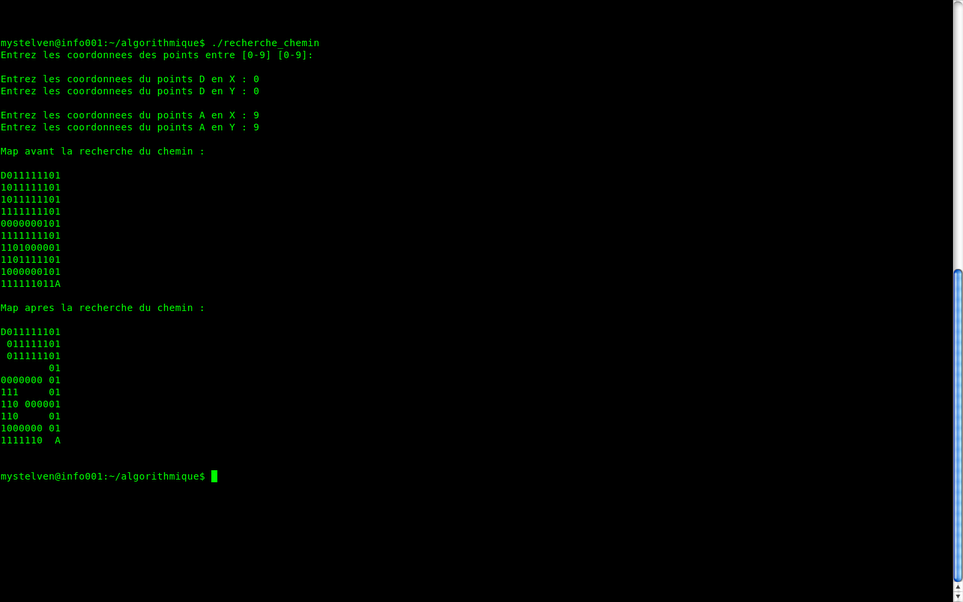 mystelven@info001:~/algorithmique$ ./recherche_chemin
Entrez les coordonnees des points entre [0-9] [0-9]:
Entrez les coordonnees du points D en X : 0
Entrez les coordonnees du points D en Y : 0
Entrez les coordonnees du points A en X : 9
Entrez les coordonnees du points A en Y : 9
Map avant la recherche du chemin :
D011111101
1011111101
1011111101
1111111101
0000000101
1111111101
1101000001
1101111101
1000000101
111111011A
Map apres la recherche du chemin :
D011111101
 011111101
 011111101
        01
0000000 01
111     01
110 000001
110     01
1000000 01
1111110  A
mystelven@info001:~/algorithmique$